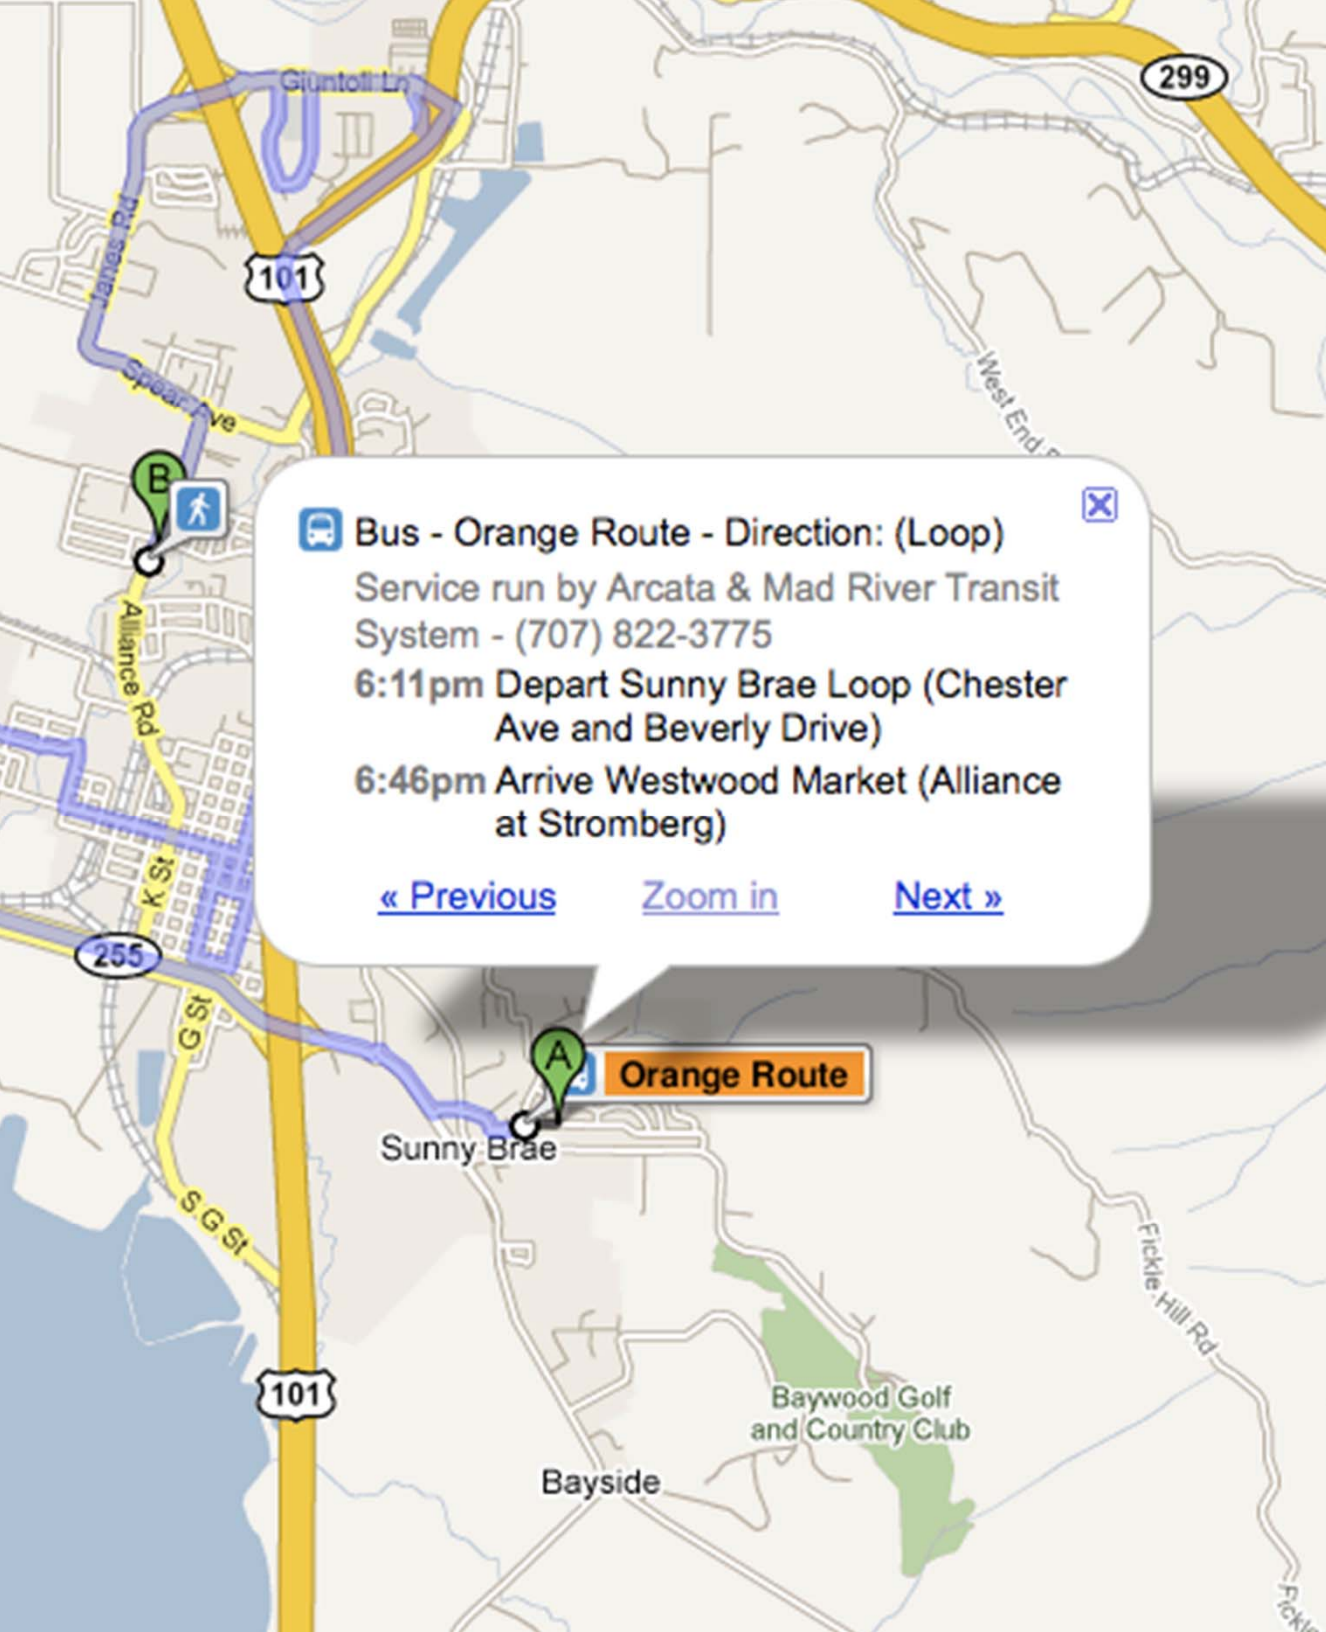 299
Giuntoli Ln
Janes Rd
101
West End
Spear Ave
B
Bus - Orange Route - Direction: (Loop)
Service run by Arcata & Mad River Transit
System - (707) 822-3775
6:11pm Depart Sunny Brae Loop (Chester
Ave and Beverly Drive)
6:46pm Arrive Westwood Market (Alliance
at Stromberg)
« Previous Zoom in Next »
Alliance Rd
K St
255
G St
A
Orange Route
Sunny Brae
S G St
Fickle Hill Rd
101
Baywood Golf
and Country Club
Bayside
Fickle